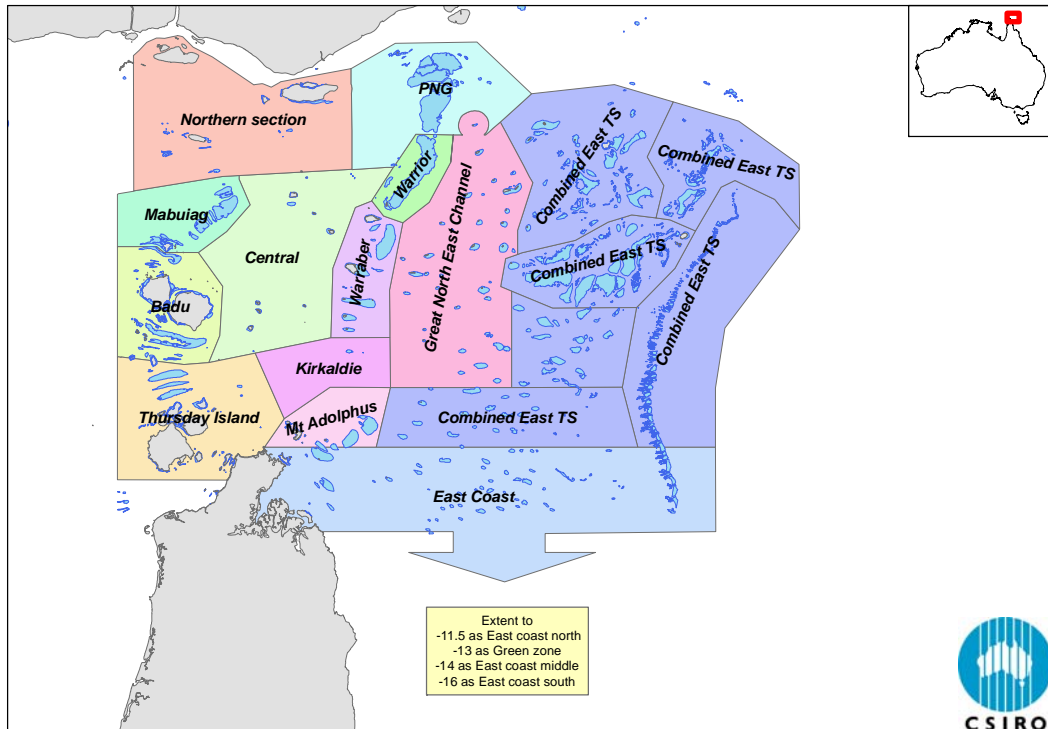 PNG
Northern section
Combined East TS
Combined East TS
Warrior
Mabuiag
Central
Warraber
Great North East Channel
Combined East TS
Combined East TS
Badu
Kirkaldie
Thursday Island
Mt Adolphus
Combined East TS
East Coast
Extent to
-11.5 as East coast north
-13 as Green zone
-14 as East coast middle
-16 as East coast south
CSIRO